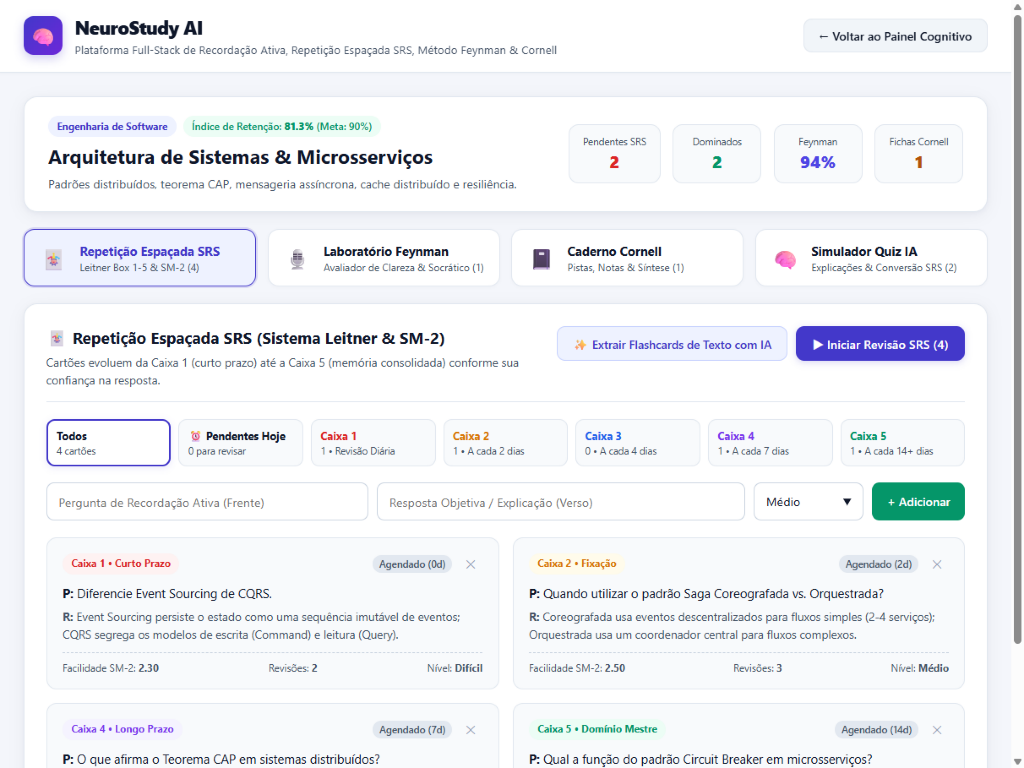 NeuroStudy AI
Plataforma Full-Stack de Recordação Ativa, Repetição Espaçada SRS, Método Feynman & Cornell
← Voltar ao Painel Cognitivo
Engenharia de Software
Índice de Retenção: 81.3% (Meta: 90%)
Arquitetura de Sistemas & Microsserviços
Padrões distribuídos, teorema CAP, mensageria assíncrona, cache distribuído e resiliência.
Pendentes SRS
2
Dominados
2
Feynman
94%
Fichas Cornell
1
Repetição Espaçada SRS
Leitner Box 1-5 & SM-2 (4)
Laboratório Feynman
Avaliador de Clareza & Socrático (1)
Caderno Cornell
Pistas, Notas & Síntese (1)
Simulador Quiz IA
Explicações & Conversão SRS (2)
Repetição Espaçada SRS (Sistema Leitner & SM-2)
Cartões evoluem da Caixa 1 (curto prazo) até a Caixa 5 (memória consolidada) conforme sua
confiança na resposta.
✨ Extrair Flashcards de Texto com IA
▶ Iniciar Revisão SRS (4)
Todos
4 cartões
⏰ Pendentes Hoje
0 para revisar
Caixa 1
1 • Revisão Diária
Caixa 2
1 • A cada 2 dias
Caixa 3
0 • A cada 4 dias
Caixa 4
1 • A cada 7 dias
Caixa 5
1 • A cada 14+ dias
Pergunta de Recordação Ativa (Frente)
Resposta Objetiva / Explicação (Verso)
Médio
+ Adicionar
Caixa 1 • Curto Prazo
Agendado (0d)
P: Diferencie Event Sourcing de CQRS.
R: Event Sourcing persiste o estado como uma sequência imutável de eventos;
CQRS segrega os modelos de escrita (Command) e leitura (Query).
Facilidade SM-2: 2.30
Revisões: 2
Nível: Difícil
Caixa 2 • Fixação
Agendado (2d)
P: Quando utilizar o padrão Saga Coreografada vs. Orquestrada?
R: Coreografada usa eventos descentralizados para fluxos simples (2-4 serviços);
Orquestrada usa um coordenador central para fluxos complexos.
Facilidade SM-2: 2.50
Revisões: 3
Nível: Médio
Caixa 4 • Longo Prazo
Agendado (7d)
P: O que afirma o Teorema CAP em sistemas distribuídos?
Caixa 5 • Domínio Mestre
Agendado (14d)
P: Qual a função do padrão Circuit Breaker em microsserviços?